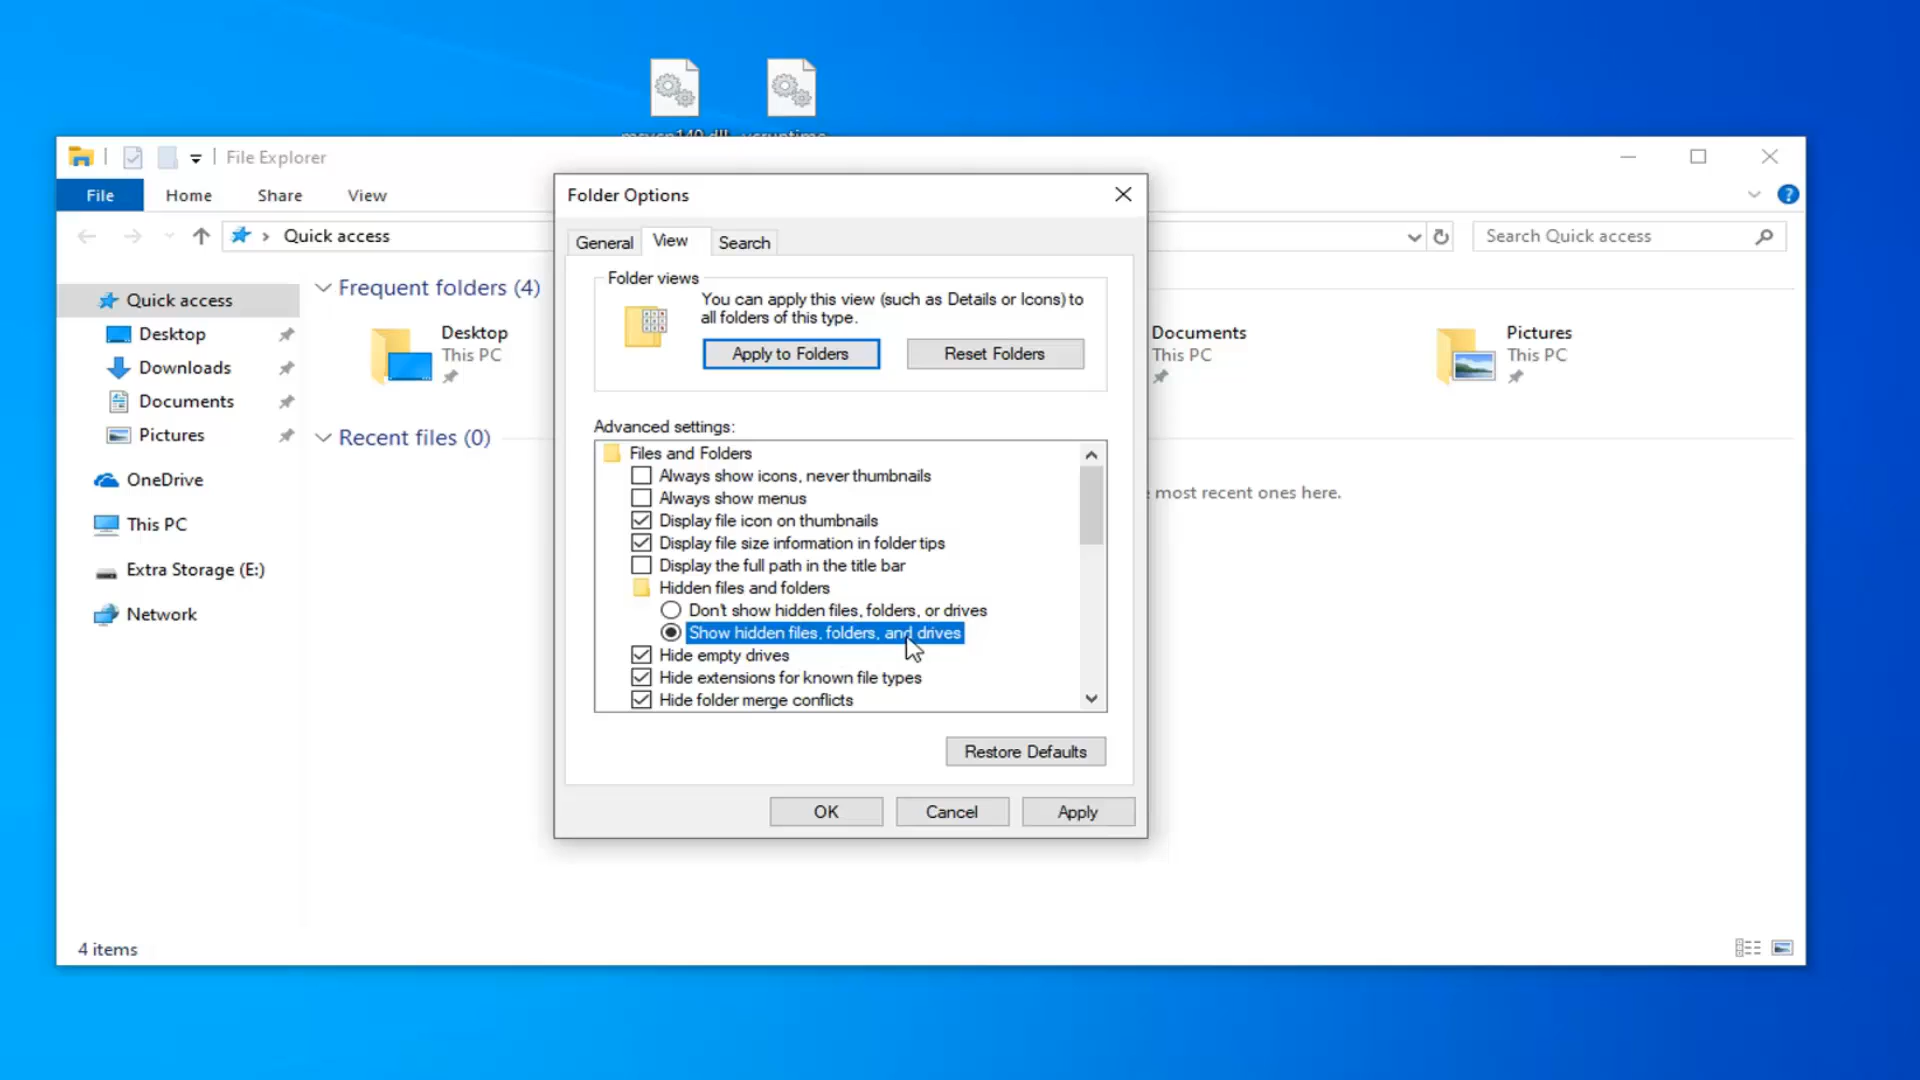 msvcp140.dll vcruntime
File Explorer
File Home Share View
Quick access
Search Quick access
Folder Options
General View Search
Folder views
You can apply this view (such as Details or Icons) to
all folders of this type.
Apply to Folders Reset Folders
Advanced settings:
Files and Folders
Always show icons, never thumbnails
Always show menus
Display file icon on thumbnails
Display file size information in folder tips
Display the full path in the title bar
Hidden files and folders
Don't show hidden files, folders, or drives
Show hidden files, folders, and drives
Hide empty drives
Hide extensions for known file types
Hide folder merge conflicts
Restore Defaults
OK Cancel Apply
Quick access
Desktop
Downloads
Documents
Pictures
OneDrive
This PC
Extra Storage (E:)
Network
Frequent folders (4)
Desktop
This PC
Documents
This PC
Pictures
This PC
Recent files (0)
most recent ones here.
4 items